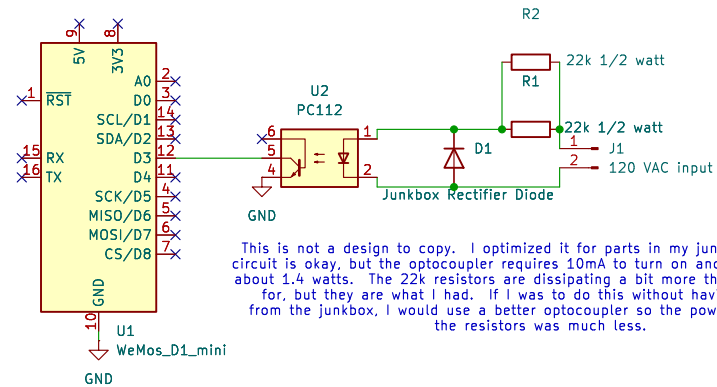 R2
9
8
5V
3V3
22k 1/2 watt
A0
2
U2
R1
1
RST
D0
3
PC112
SCL/D1
14
6
1
22k 1/2 watt
SDA/D2
13
1
J1
15
RX
D3
12
5
D1
2
120 VAC input
16
TX
D4
11
4
2
SCK/D5
4
Junkbox Rectifier Diode
MISO/D6
5
GND
MOSI/D7
6
CS/D8
7
This is not a design to copy. I optimized it for parts in my jun
circuit is okay, but the optocoupler requires 10mA to turn on and
about 1.4 watts. The 22k resistors are dissipating a bit more th
for, but they are what I had. If I was to do this without havi
from the junkbox, I would use a better optocoupler so the pow
the resistors was much less.
GND
10
U1
WeMos_D1_mini
GND